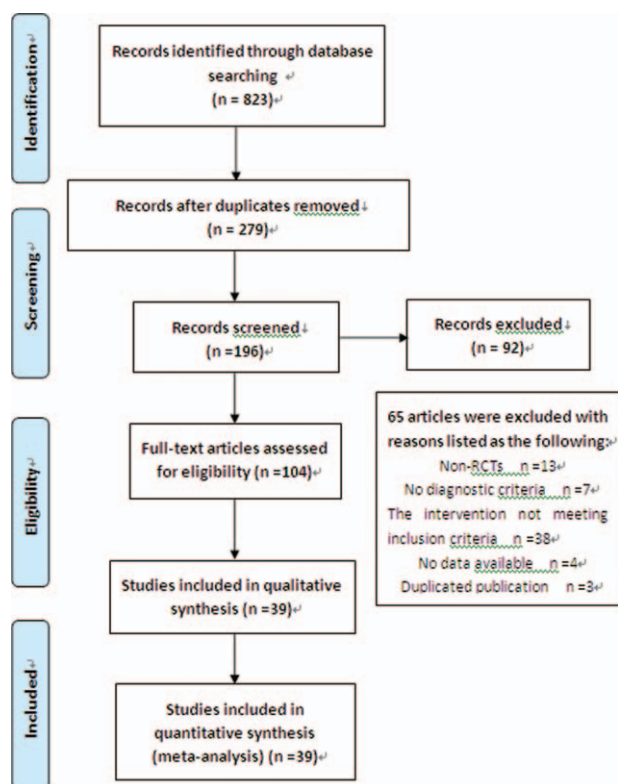 Identification
Records identified through database
searching ↵
(n = 823)↵
Records after duplicates removed↓
(n = 279)↵
Screening↵
Records screened↓
(n =196)↵
Records excluded↓
(n = 92)↵
Eligibility↵
Full-text articles assessed
for eligibility (n =104)↵
65 articles were excluded with
reasons listed as the following:↵
Non-RCTs n =13↵
No diagnostic criteria n =7↵
The intervention not meeting
inclusion criteria n =38↵
No data available n =4↵
Duplicated publication n =3↵
Studies included in qualitative
synthesis (n =39)↵
Included↵
Studies included in
quantitative synthesis
(meta-analysis) (n =39)↵